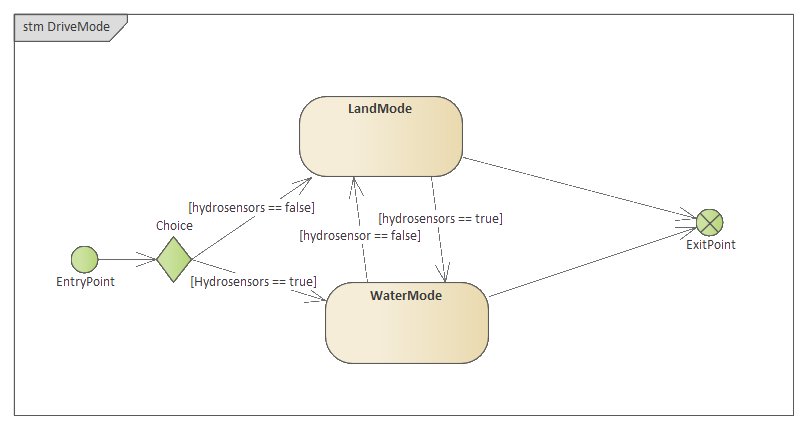 stm DriveMode
LandMode
[hydrosensors == false]
[hydrosensors == true]
Choice
[hydrosensor == false]
ExitPoint
EntryPoint
[Hydrosensors == true]
WaterMode